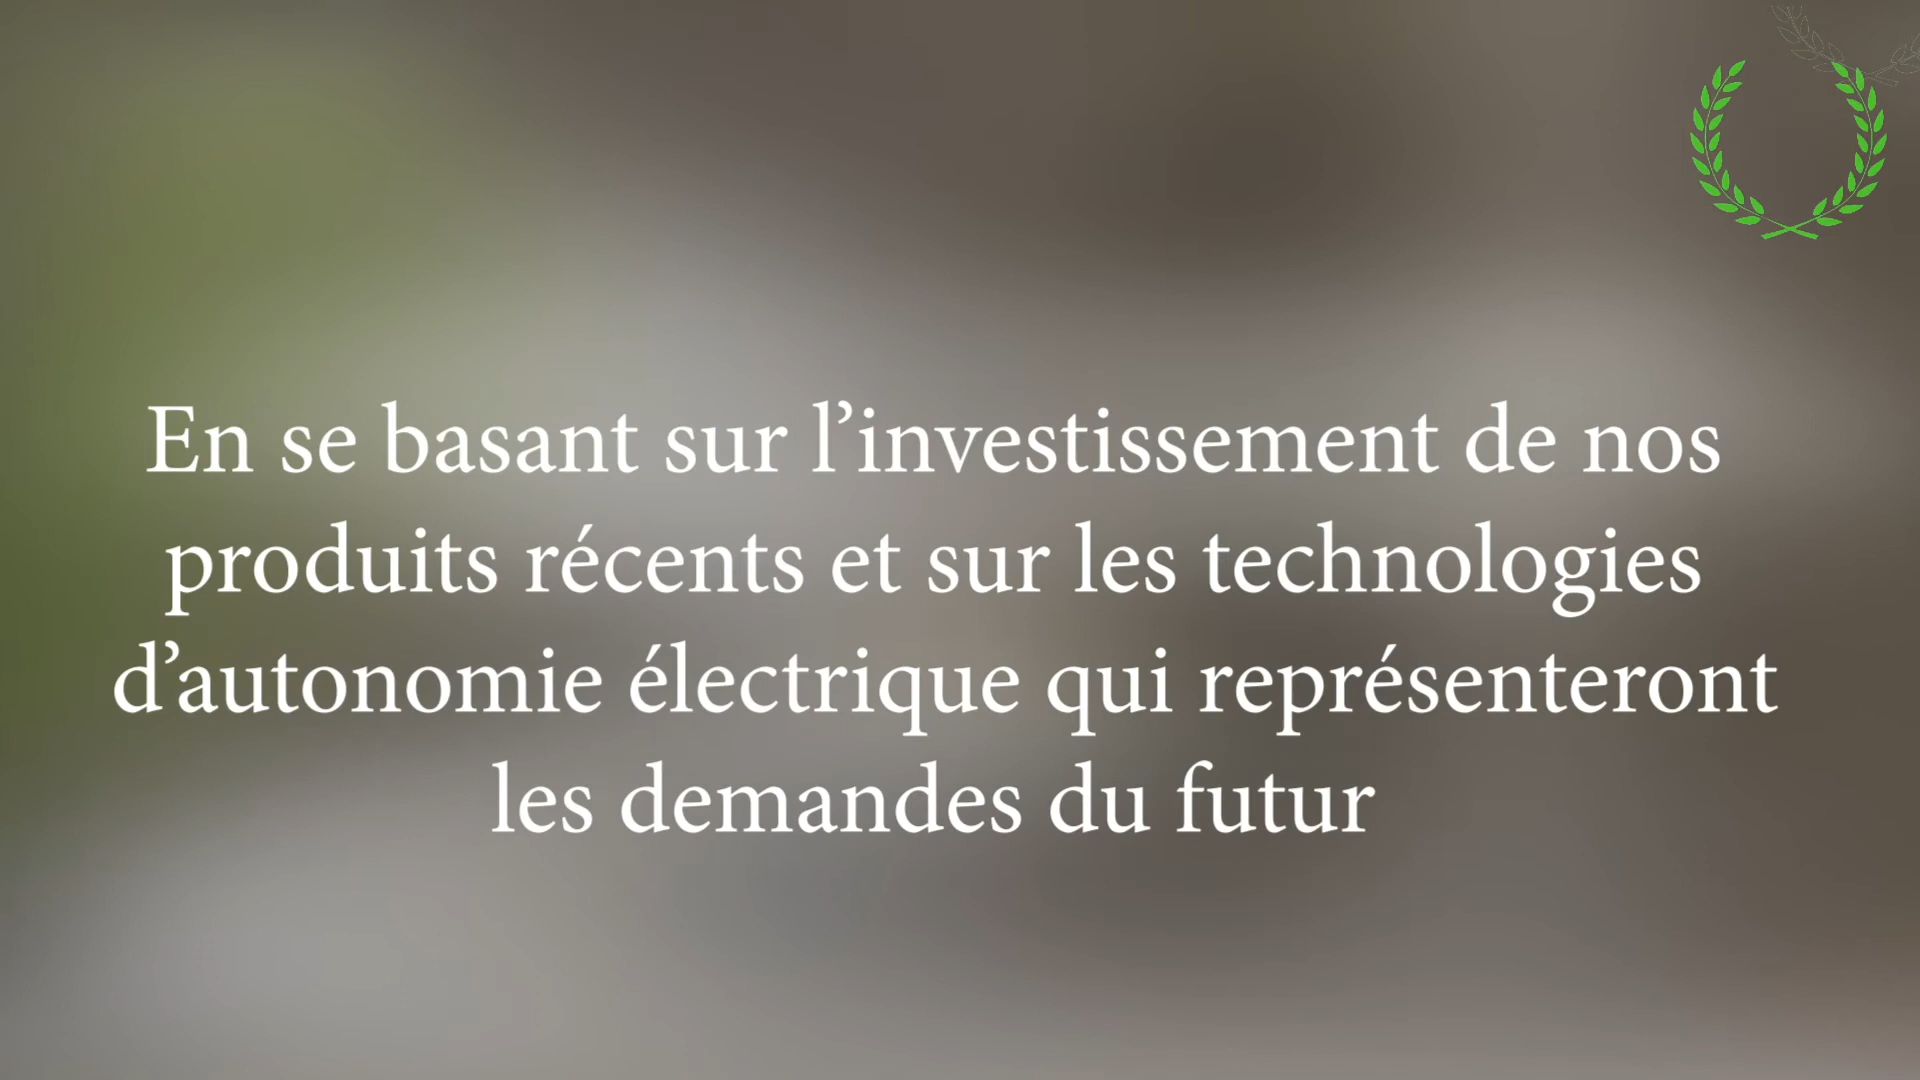 En se basant sur l’investissement de nos
produits récents et sur les technologies
d’autonomie électrique qui représenteront
les demandes du futur